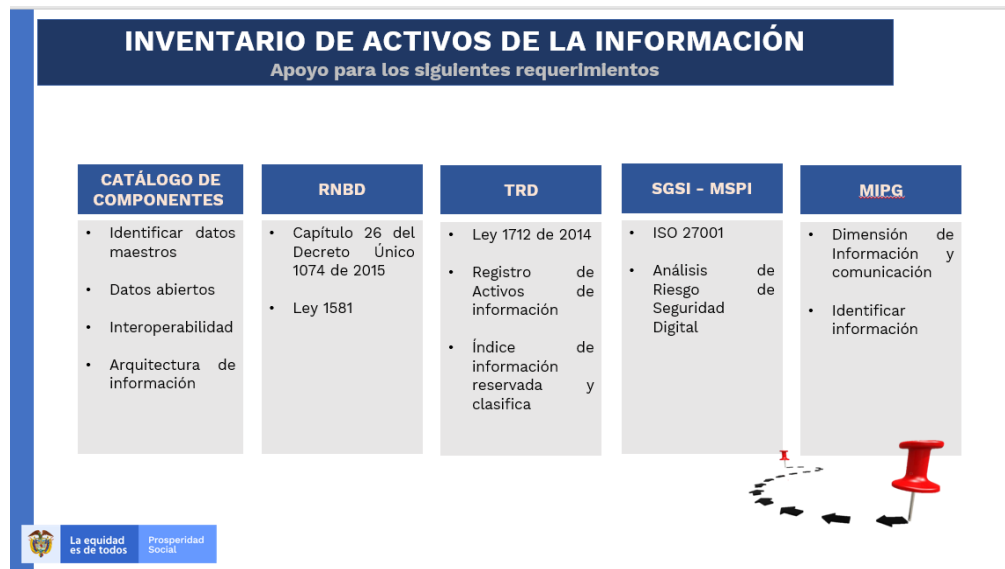 INVENTARIO DE ACTIVOS DE LA INFORMACIÓN
Apoyo para los siguientes requerimientos
CATÁLOGO DE
COMPONENTES
• Identificar datos
maestros
• Datos abiertos
• Interoperabilidad
• Arquitectura de
información
RNBD
• Capítulo 26 del
Decreto Único
1074 de 2015
• Ley 1581
TRD
• Ley 1712 de 2014
• Registro de
Activos de
información
• Índice de
información
reservada y
clasifica
SGSI - MSPI
• ISO 27001
• Análisis de
Riesgo de
Seguridad
Digital
MIPG
• Dimensión de
Información y
comunicación
• Identificar
información
La equidad
es de todos
Prosperidad
Social